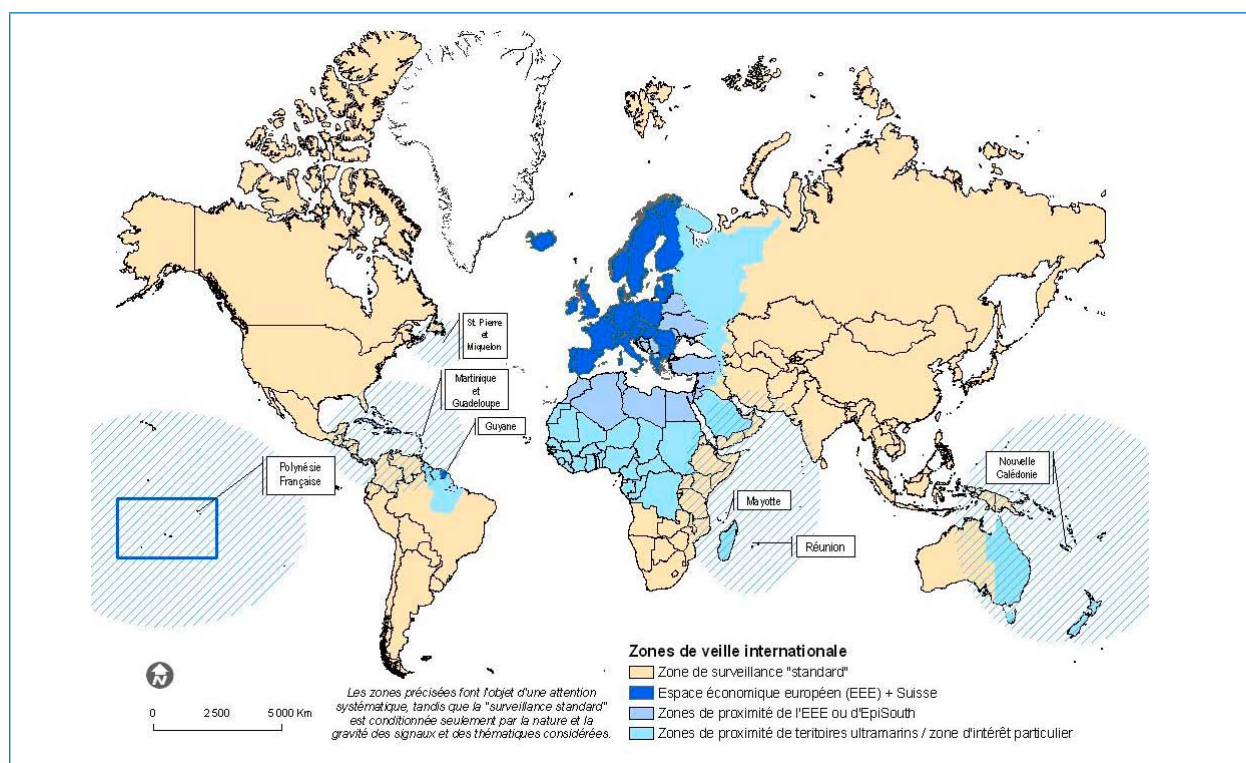 St. Pierre
et
Miquelon
Martinique
et
Guadeloupe
Guyane
Polynésie
Française
Nouvelle
Calédonie
Mayotte
Réunion
N
0 2 500 5 000 Km
Les zones précisées font l'objet d'une attention
systématique, tandis que la "surveillance standard"
est conditionnée seulement par la nature et la
gravité des signaux et des thématiques considérées.
Zones de veille internationale
Zone de surveillance "standard"
Espace économique européen (EEE) + Suisse
Zones de proximité de l'EEE ou d'EpiSouth
Zones de proximité de teritoires ultramarins / zone d'intérêt particulier